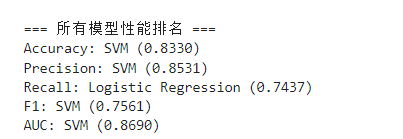 === 所有模型性能排名 ===
Accuracy: SVM (0.8330)
Precision: SVM (0.8531)
Recall: Logistic Regression (0.7437)
F1: SVM (0.7561)
AUC: SVM (0.8690)